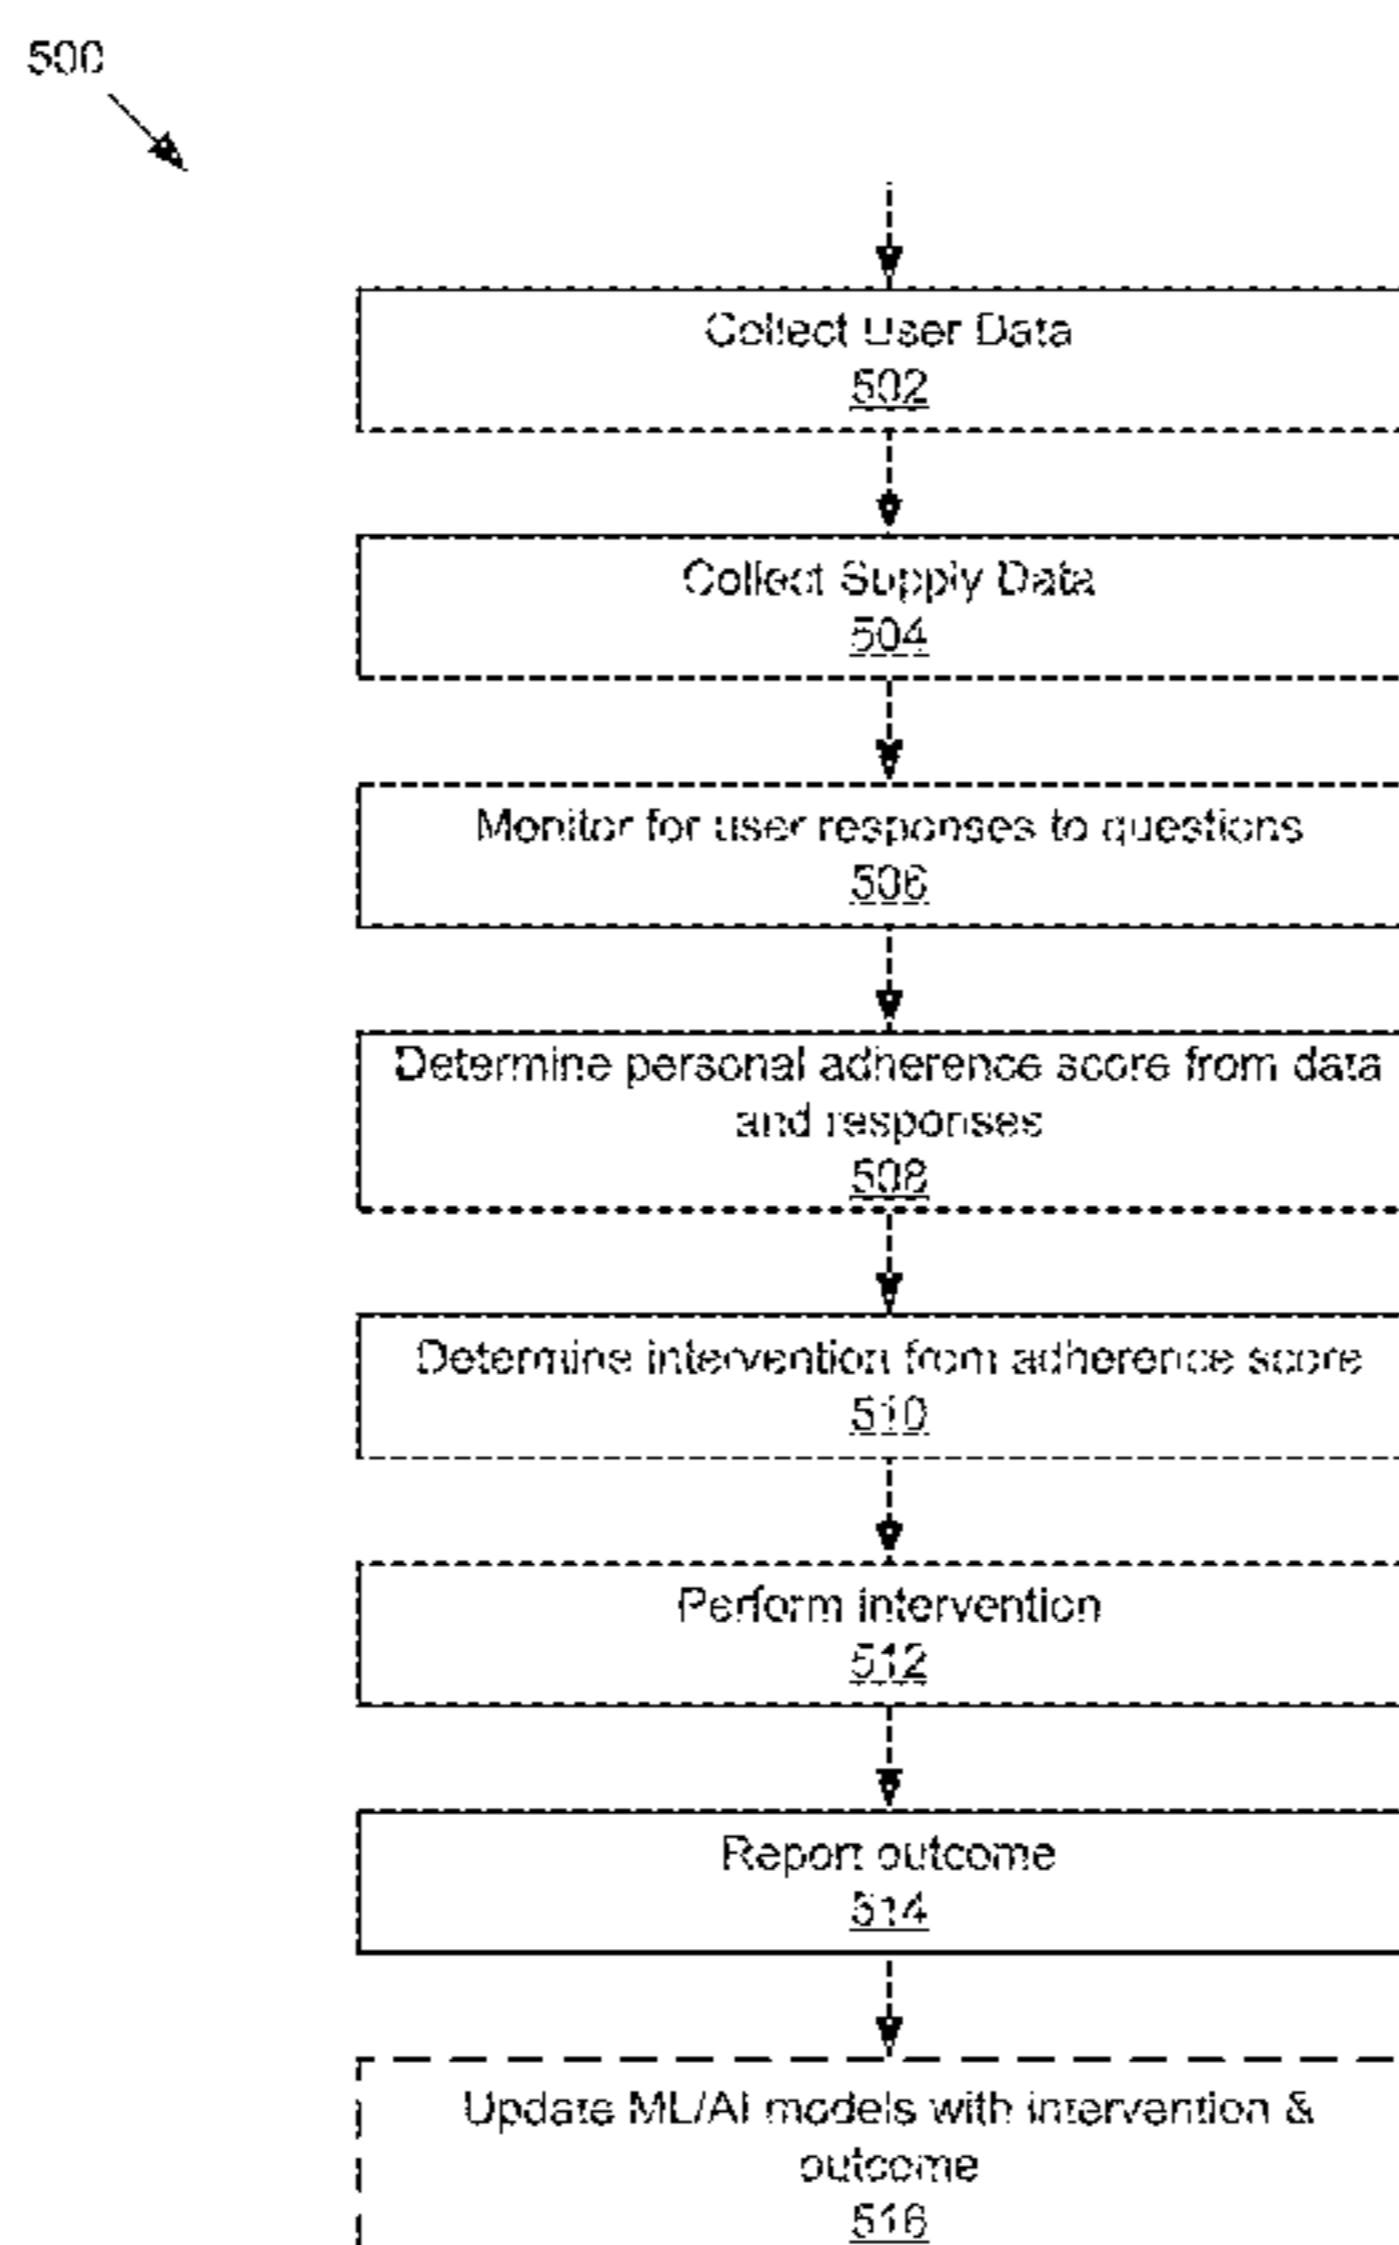 500
Collect User Data
502
Collect Supply Data
504
Monitor for user responses to questions
506
Determine personal adherence score from data
and responses
508
Determine intervention from adherence score
510
Perform intervention
512
Report outcome
514
Update ML/AI models with intervention &
outcome
516